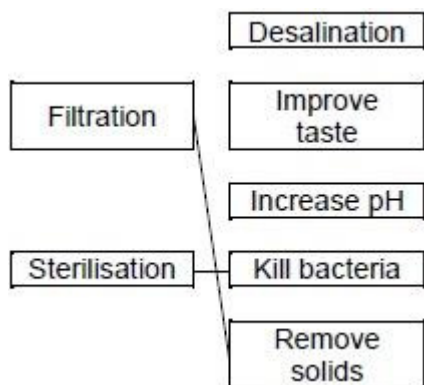 Desalination
Filtration
Improve
taste
Increase pH
Sterilisation
Kill bacteria
Remove
solids